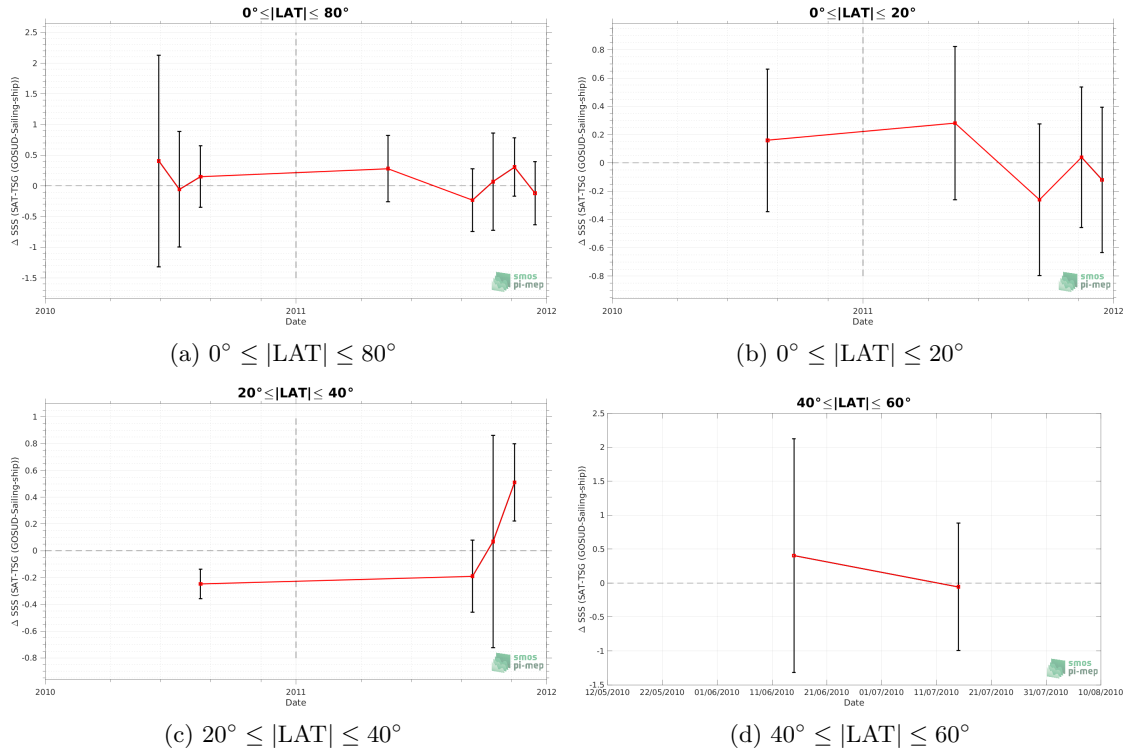 0°≤|LAT|≤ 80°
2.5
2
1.5
1
0.5
0
-0.5
-1
-1.5
Δ SSS (SAT-TSG (GOSUD-Sailing-ship))
smos
pi-mep
2010 2011 2012
Date
(a) 0° ≤ |LAT| ≤ 80°
0°≤|LAT|≤ 20°
0.8
0.6
0.4
0.2
0
-0.2
-0.4
-0.6
-0.8
Δ SSS (SAT-TSG (GOSUD-Sailing-ship))
smos
pi-mep
2010 2011 2012
Date
(b) 0° ≤ |LAT| ≤ 20°
20°≤|LAT|≤ 40°
1
0.8
0.6
0.4
0.2
0
-0.2
-0.4
-0.6
-0.8
Δ SSS (SAT-TSG (GOSUD-Sailing-ship))
smos
pi-mep
2010 2011 2012
Date
(c) 20° ≤ |LAT| ≤ 40°
40°≤|LAT|≤ 60°
2.5
2
1.5
1
0.5
0
-0.5
-1
-1.5
Δ SSS (SAT-TSG (GOSUD-Sailing-ship))
smos
pi-mep
12/05/2010 22/05/2010 01/06/2010 11/06/2010 21/06/2010 01/07/2010 11/07/2010 21/07/2010 31/07/2010 10/08/2010
Date
(d) 40° ≤ |LAT| ≤ 60°